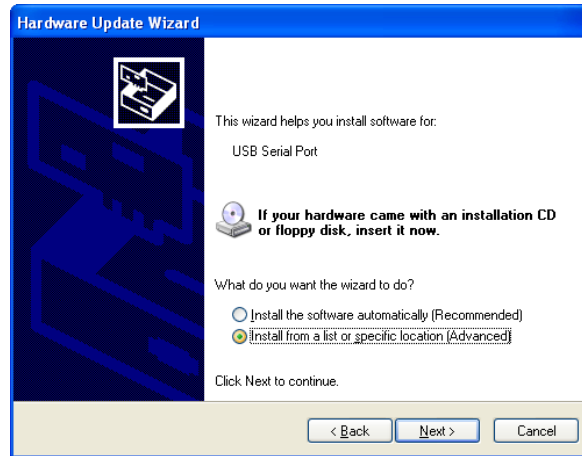 Hardware Update Wizard
This wizard helps you install software for:
USB Serial Port
If your hardware came with an installation CD
or floppy disk, insert it now.
What do you want the wizard to do?
Install the software automatically (Recommended)
Install from a list or specific location (Advanced)
Click Next to continue.
< Back Next > Cancel